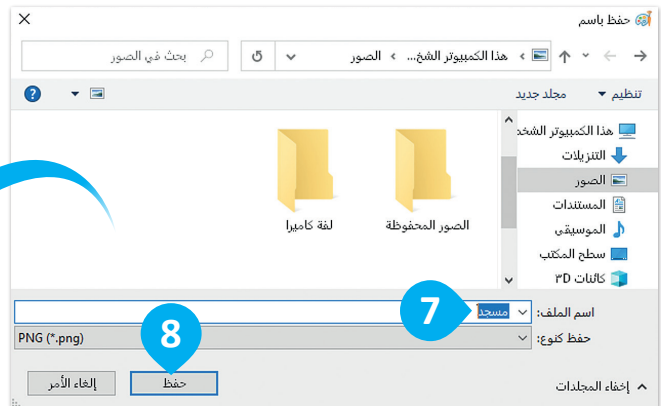 حفظ باسم
هذا الكمبيوتر الشخ... › الصور
بحث في الصور
تنظيم
مجلد جديد
هذا الكمبيوتر الشخص
التنزيلات
الصور
المستندات
الموسيقى
سطح المكتب
كائنات ٣D
الصور المحفوظة
لفة كاميرا
7
اسم الملف: مسجد
حفظ كنوع: PNG (*.png)
8
إخفاء المجلدات
حفظ
إلغاء الأمر